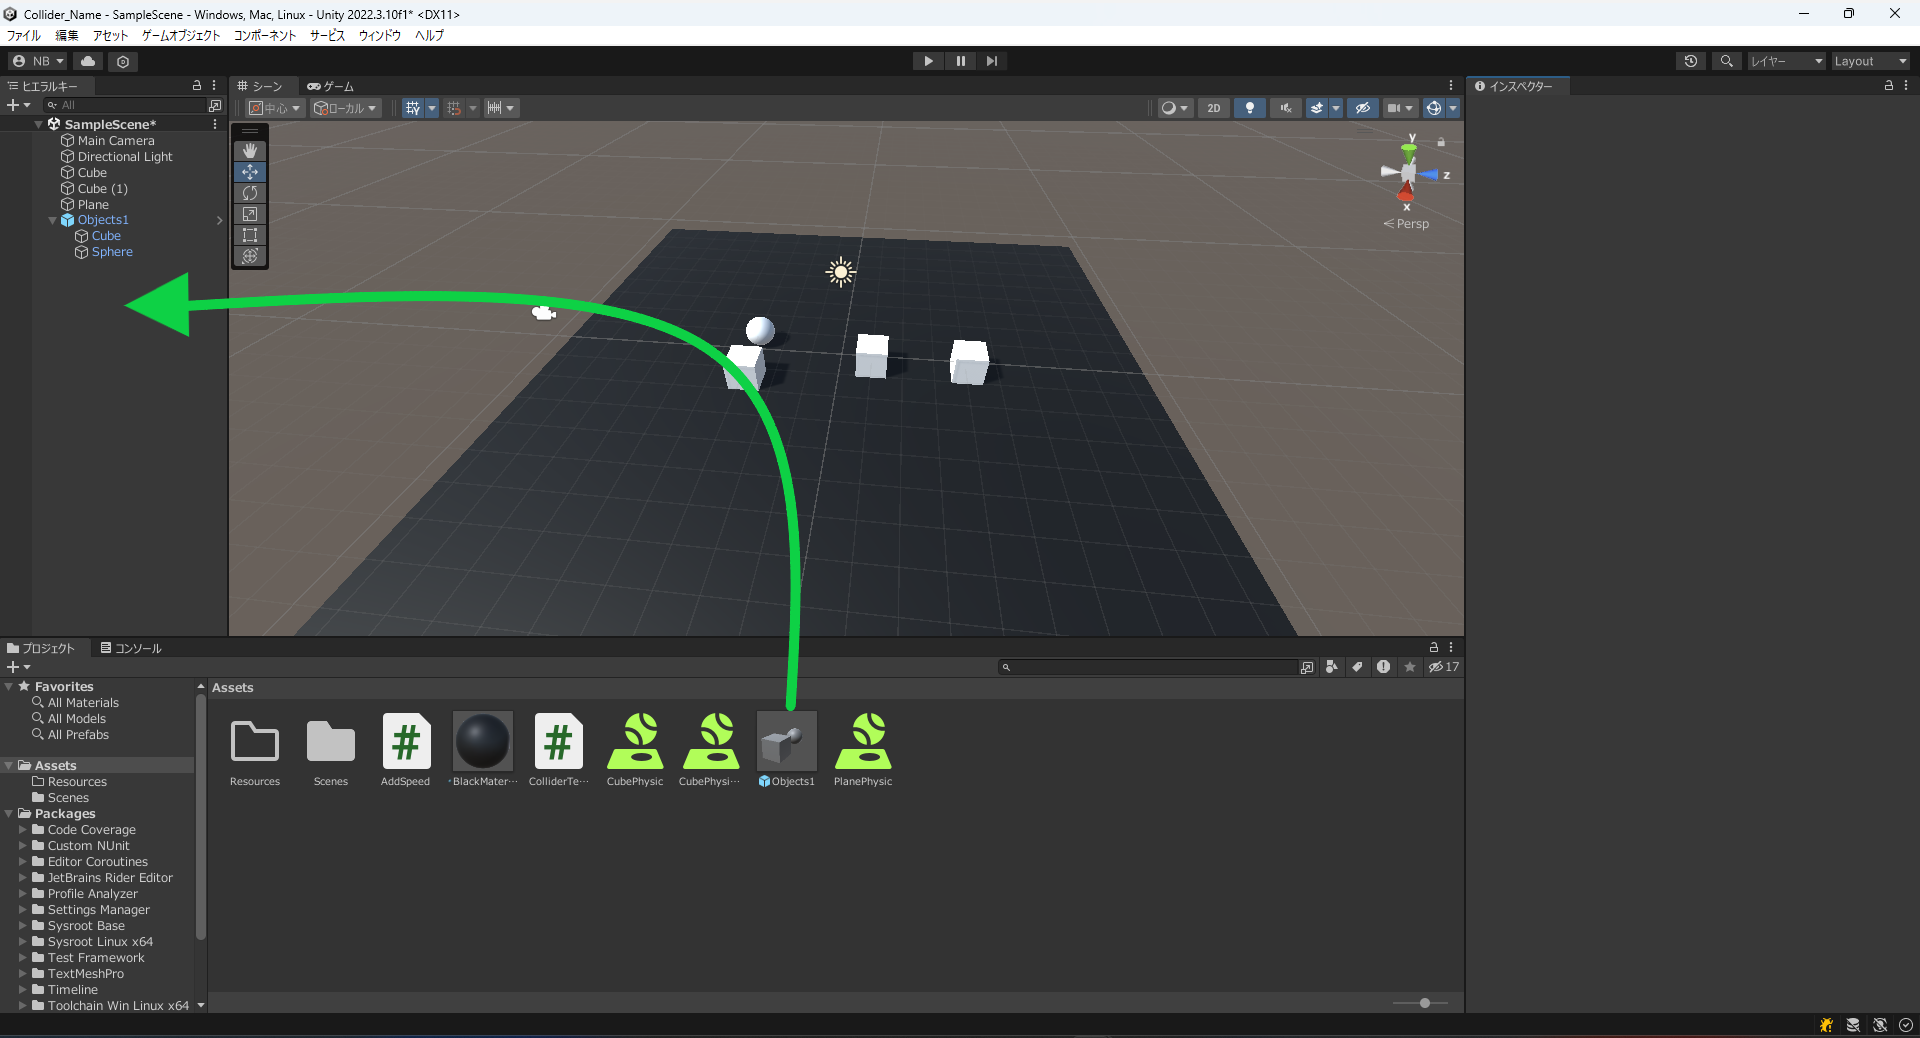 Collider_Name - SampleScene - Windows, Mac, Linux - Unity 2022.3.10f1* <DX11>
ファイル 編集 アセット ゲームオブジェクト コンポーネント サービス ウィンドウ ヘルプ
NB
レイヤー Layout
ヒエラルキー
All
SampleScene*
Main Camera
Directional Light
Cube
Cube (1)
Plane
Objects1
Cube
Sphere
シーン ゲーム
中心 ローカル
2D
y
z
x
Persp
インスペクター
プロジェクト コンソール
17
Favorites
All Materials
All Models
All Prefabs
Assets
Resources
Scenes
Packages
Code Coverage
Custom NUnit
Editor Coroutines
JetBrains Rider Editor
Profile Analyzer
Settings Manager
Sysroot Base
Sysroot Linux x64
Test Framework
TextMeshPro
Timeline
Toolchain Win Linux x64
Assets
Resources Scenes AddSpeed BlackMater… ColliderTe… CubePhysic CubePhysi… Objects1 PlanePhysic